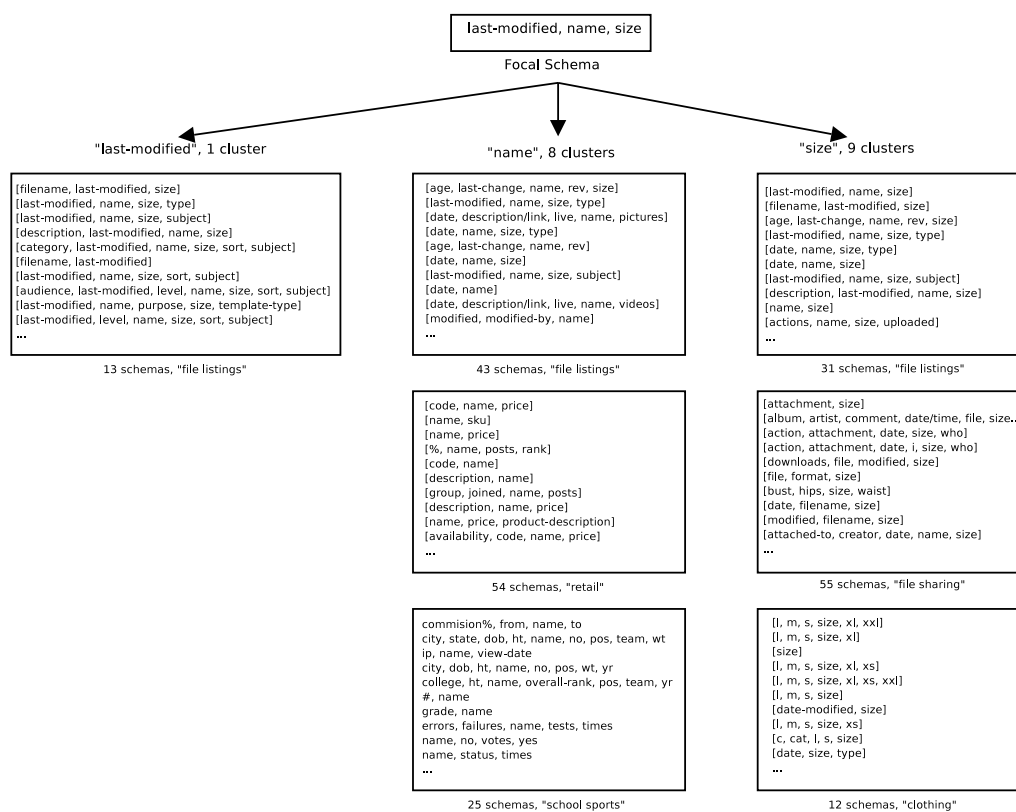 last-modified, name, size
Focal Schema
"last-modified", 1 cluster
[filename, last-modified, size]
[last-modified, name, size, type]
[last-modified, name, size, subject]
[description, last-modified, name, size]
[category, last-modified, name, size, sort, subject]
[filename, last-modified]
[last-modified, name, size, sort, subject]
[audience, last-modified, level, name, size, sort, subject]
[last-modified, name, purpose, size, template-type]
[last-modified, level, name, size, sort, subject]
...
13 schemas, "file listings"
"name", 8 clusters
[age, last-change, name, rev, size]
[last-modified, name, size, type]
[date, description/link, live, name, pictures]
[date, name, size, type]
[age, last-change, name, rev]
[date, name, size]
[last-modified, name, size, subject]
[date, name]
[date, description/link, live, name, videos]
[modified, modified-by, name]
...
43 schemas, "file listings"
[code, name, price]
[name, sku]
[name, price]
[%, name, posts, rank]
[code, name]
[description, name]
[group, joined, name, posts]
[description, name, price]
[name, price, product-description]
[availability, code, name, price]
...
54 schemas, "retail"
commision%, from, name, to
city, state, dob, ht, name, no, pos, team, wt
ip, name, view-date
city, dob, ht, name, no, pos, wt, yr
college, ht, name, overall-rank, pos, team, yr
#, name
grade, name
errors, failures, name, tests, times
name, no, votes, yes
name, status, times
...
25 schemas, "school sports"
"size", 9 clusters
[last-modified, name, size]
[filename, last-modified, size]
[age, last-change, name, rev, size]
[last-modified, name, size, type]
[date, name, size, type]
[date, name, size]
[last-modified, name, size, subject]
[description, last-modified, name, size]
[name, size]
[actions, name, size, uploaded]
...
31 schemas, "file listings"
[attachment, size]
[album, artist, comment, date/time, file, size...
[action, attachment, date, size, who]
[action, attachment, date, i, size, who]
[downloads, file, modified, size]
[file, format, size]
[bust, hips, size, waist]
[date, filename, size]
[modified, filename, size]
[attached-to, creator, date, name, size]
...
55 schemas, "file sharing"
[l, m, s, size, xl, xxl]
[l, m, s, size, xl]
[size]
[l, m, s, size, xl, xs]
[l, m, s, size, xl, xs, xxl]
[l, m, s, size]
[date-modified, size]
[l, m, s, size, xs]
[c, cat, l, s, size]
[date, size, type]
...
12 schemas, "clothing"